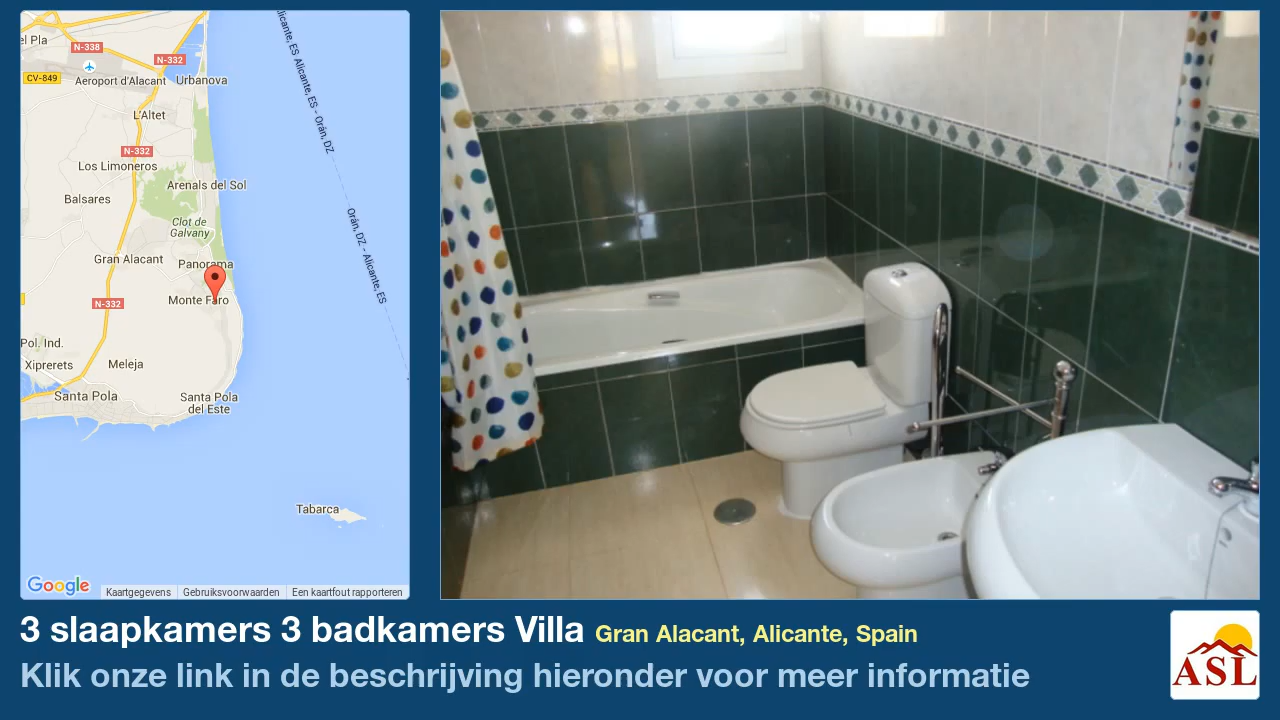 el Pla
N-338
N-332
CV-849
Aeroport d'Alacant
Urbanova
Alicante, ES Alicante, ES - Orán, DZ
L'Altet
N-332
Los Limoneros
Arenals del Sol
Balsares
Clot de
Galvany
Orán, DZ - Alicante, ES
Gran Alacant
Panorama
Monte Faro
N-332
Pol. Ind.
Xiprerets
Meleja
Santa Pola
Santa Pola
del Este
Tabarca
Google
Kaartgegevens
Gebruiksvoorwaarden
Een kaartfout rapporteren
3 slaapkamers 3 badkamers Villa Gran Alacant, Alicante, Spain
Klik onze link in de beschrijving hieronder voor meer informatie
ASL